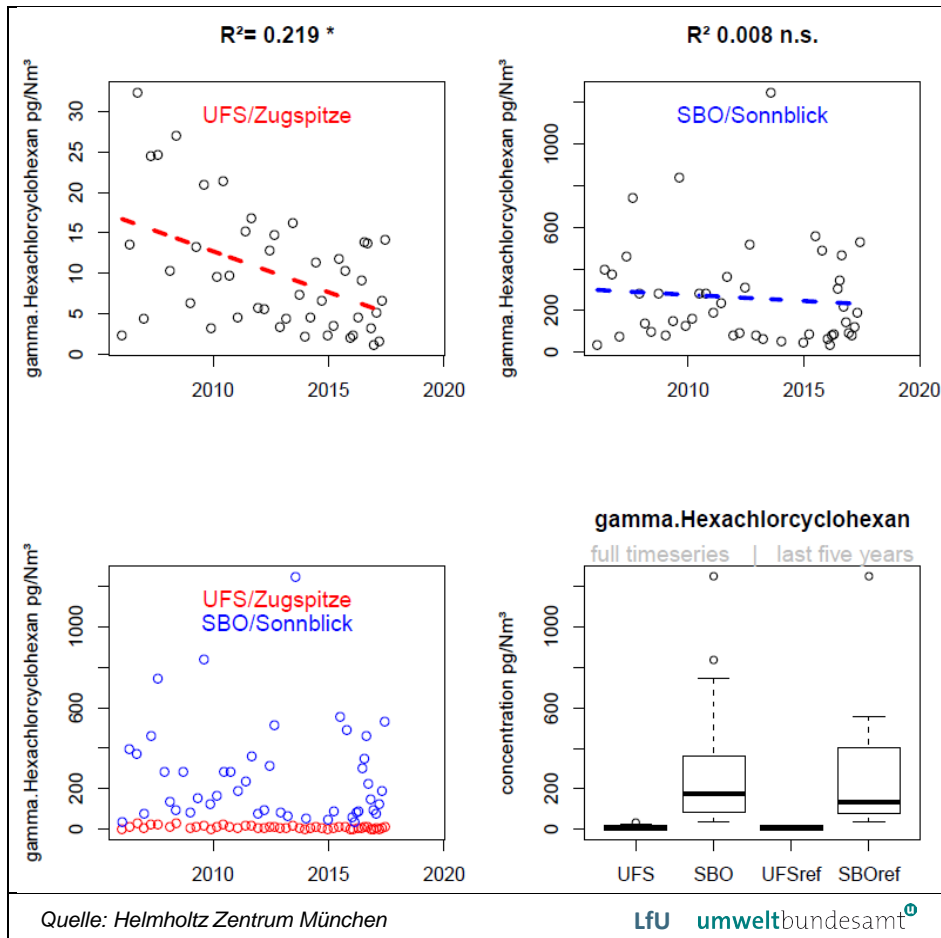 R²= 0.219 *
gamma.Hexachlorcyclohexan pg/Nm³
UFS/Zugspitze
0 5 10 15 20 25 30
2010 2015 2020
R² 0.008 n.s.
gamma.Hexachlorcyclohexan pg/Nm³
SBO/Sonnblick
0 200 600 1000
2010 2015 2020
gamma.Hexachlorcyclohexan pg/Nm³
UFS/Zugspitze
SBO/Sonnblick
0 200 600 1000
2010 2015 2020
gamma.Hexachlorcyclohexan
full timeseries | last five years
concentration pg/Nm³
0 200 600 1000
UFS SBO UFSref SBOref
Quelle: Helmholtz Zentrum München
LfU umweltbundesamt u